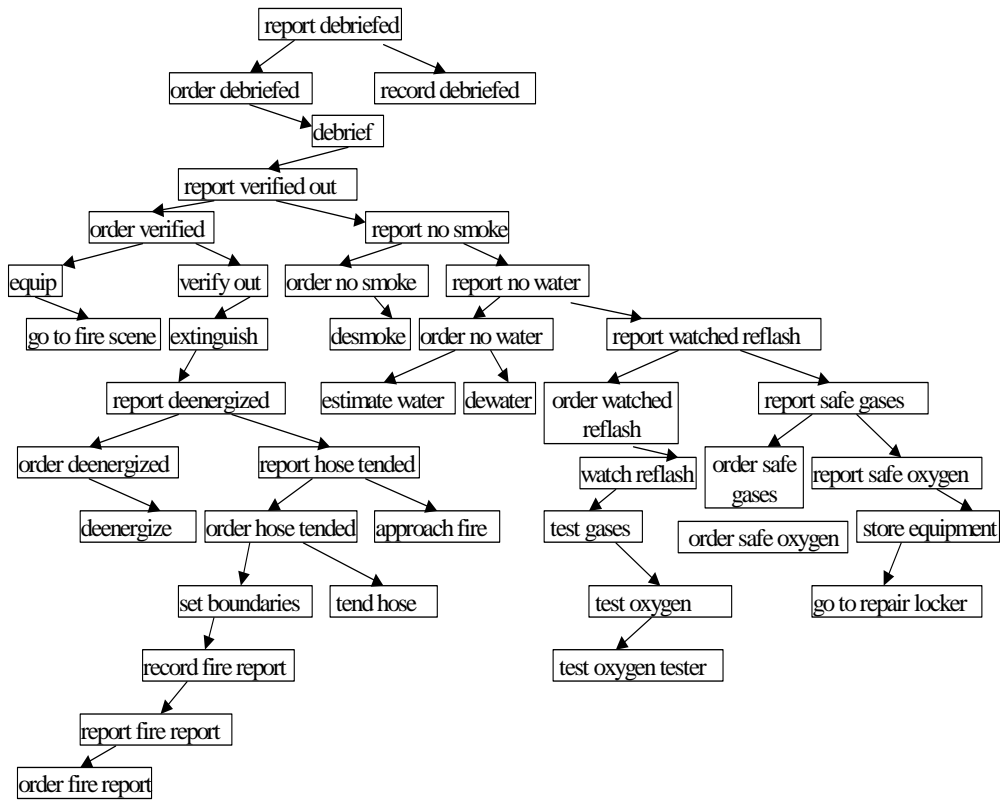 report debriefed
order debriefed
record debriefed
debrief
report verified out
order verified
report no smoke
equip
verify out
order no smoke
report no water
go to fire scene
extinguish
desmoke
order no water
report watched reflash
report deenergized
estimate water
dewater
order watched
reflash
report safe gases
order deenergized
report hose tended
watch reflash
order safe
gases
report safe oxygen
deenergize
order hose tended
approach fire
test gases
order safe oxygen
store equipment
set boundaries
tend hose
test oxygen
go to repair locker
record fire report
test oxygen tester
report fire report
order fire report